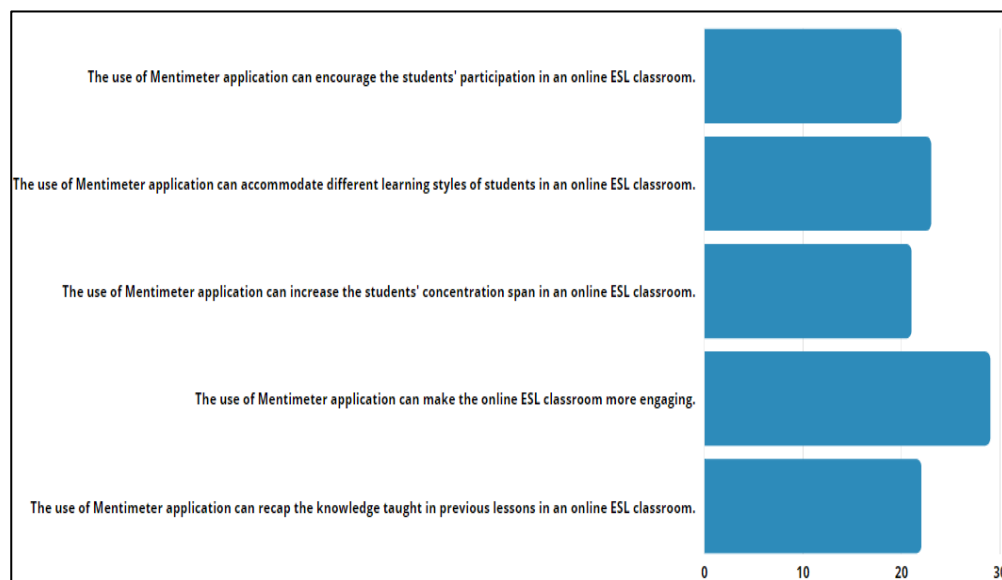 The use of Mentimeter application can encourage the students' participation in an online ESL classroom.
The use of Mentimeter application can accommodate different learning styles of students in an online ESL classroom.
The use of Mentimeter application can increase the students' concentration span in an online ESL classroom.
The use of Mentimeter application can make the online ESL classroom more engaging.
The use of Mentimeter application can recap the knowledge taught in previous lessons in an online ESL classroom.
0 10 20 30